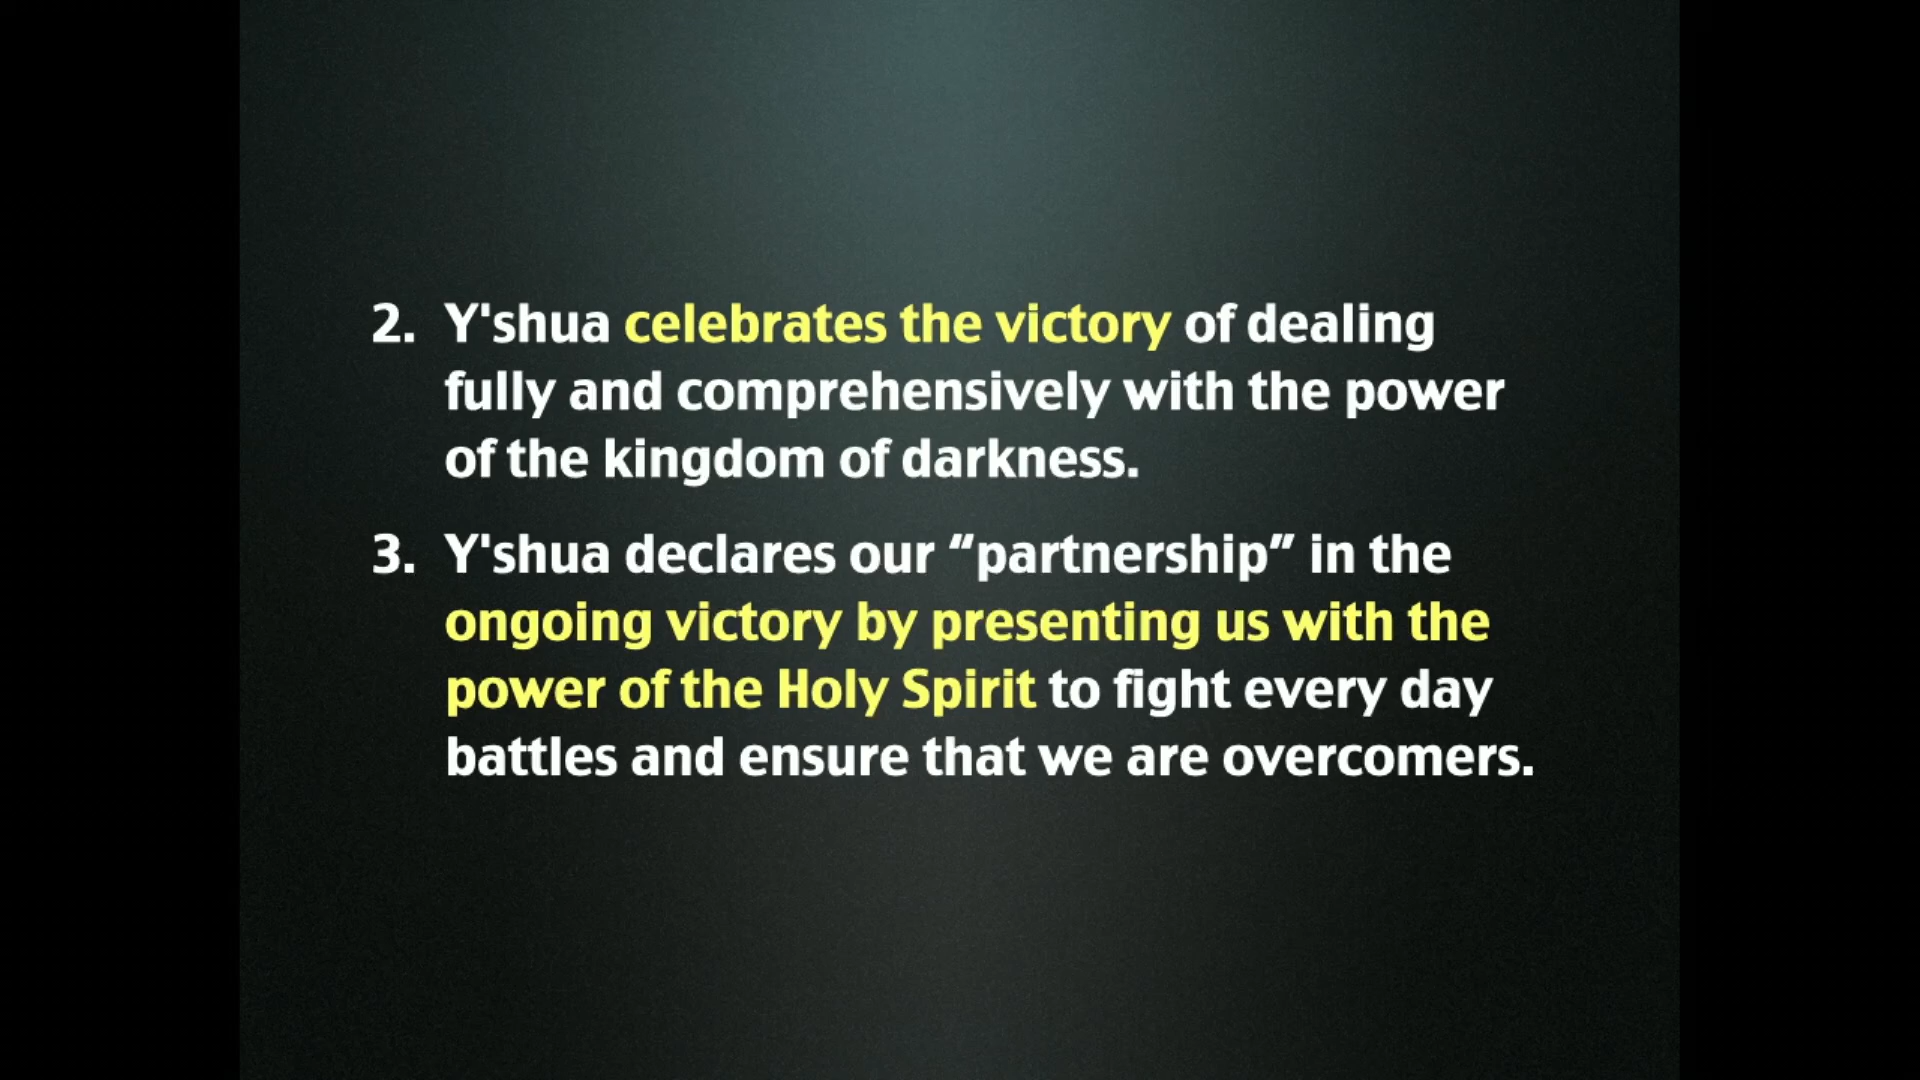 2. Y'shua celebrates the victory of dealing
fully and comprehensively with the power
of the kingdom of darkness.
3. Y'shua declares our “partnership” in the
ongoing victory by presenting us with the
power of the Holy Spirit to fight every day
battles and ensure that we are overcomers.